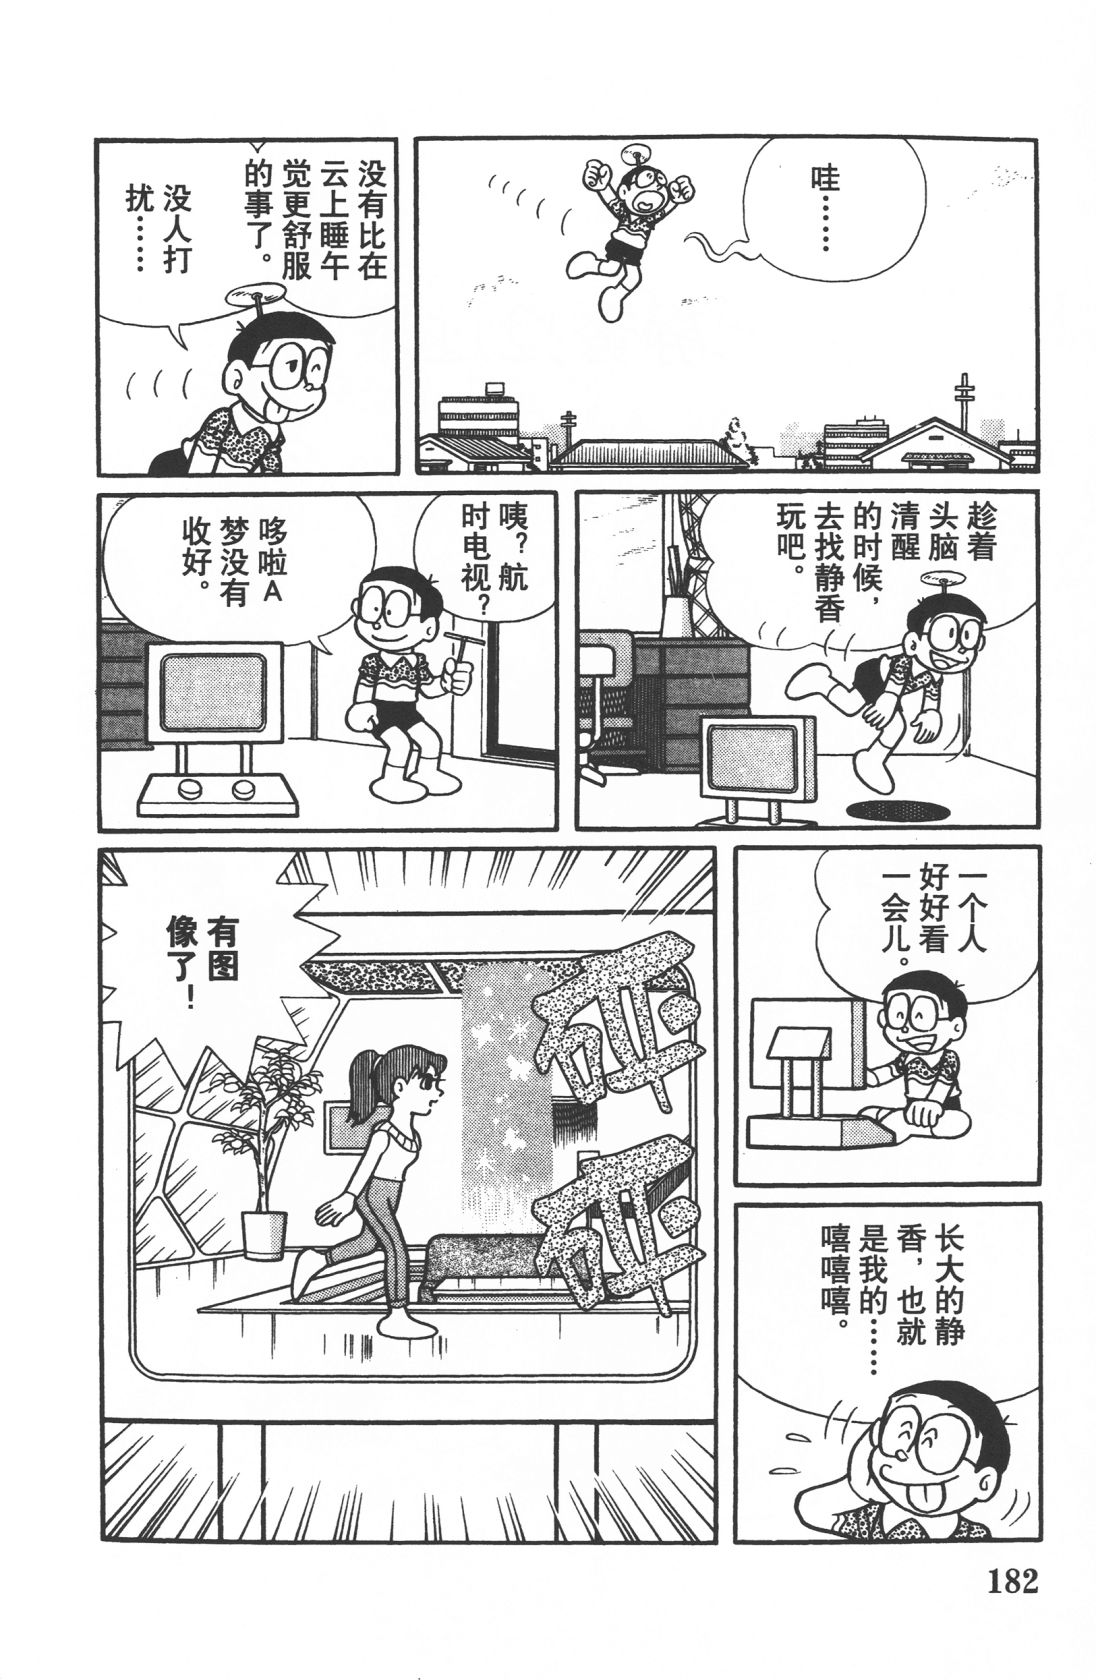 哇……
没有比在
云上睡午
觉更舒服
的事了。
没人打
扰……
趁着
头脑
清醒
的时候，
去找静香
玩吧。
咦？航
时电视？
哆啦A
梦没有
收好。
一个人
好好看
一会儿。
有图
像了！
碰
碰
长大的静
香，也就
是我的……
嘻嘻嘻。
182